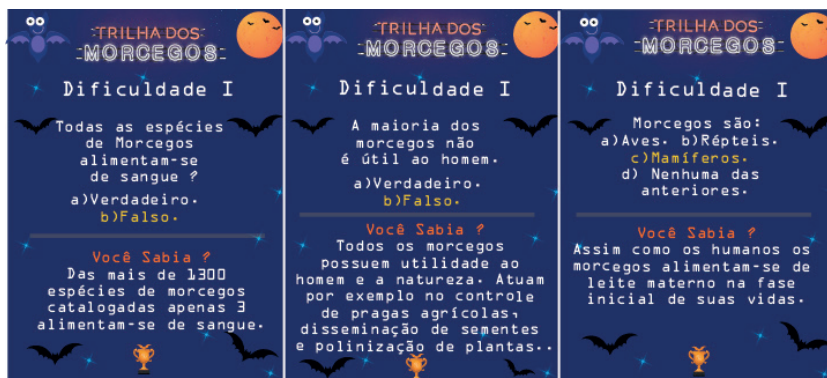 TRILHA DOS
MORCEGOS
Dificuldade I
Todas as espécies
de Morcegos
alimentam-se
de sangue ?
a)Verdadeiro.
b)Falso.
Você Sabia ?
Das mais de 1300
espécies de morcegos
catalogadas apenas 3
alimentam-se de sangue.
TRILHA DOS
MORCEGOS
Dificuldade I
A maioria dos
morcegos não
é útil ao homem.
a)Verdadeiro.
b)Falso.
Você Sabia ?
Todos os morcegos
possuem utilidade ao
homem e a natureza. Atuam
por exemplo no controle
de pragas agrícolas,
disseminação de sementes
e polinização de plantas..
TRILHA DOS
MORCEGOS
Dificuldade I
Morcegos são:
a)Aves. b)Répteis.
c)Mamíferos.
d) Nenhuma das
anteriores.
Você Sabia ?
Assim como os humanos os
morcegos alimentam-se de
leite materno na fase
inicial de suas vidas.